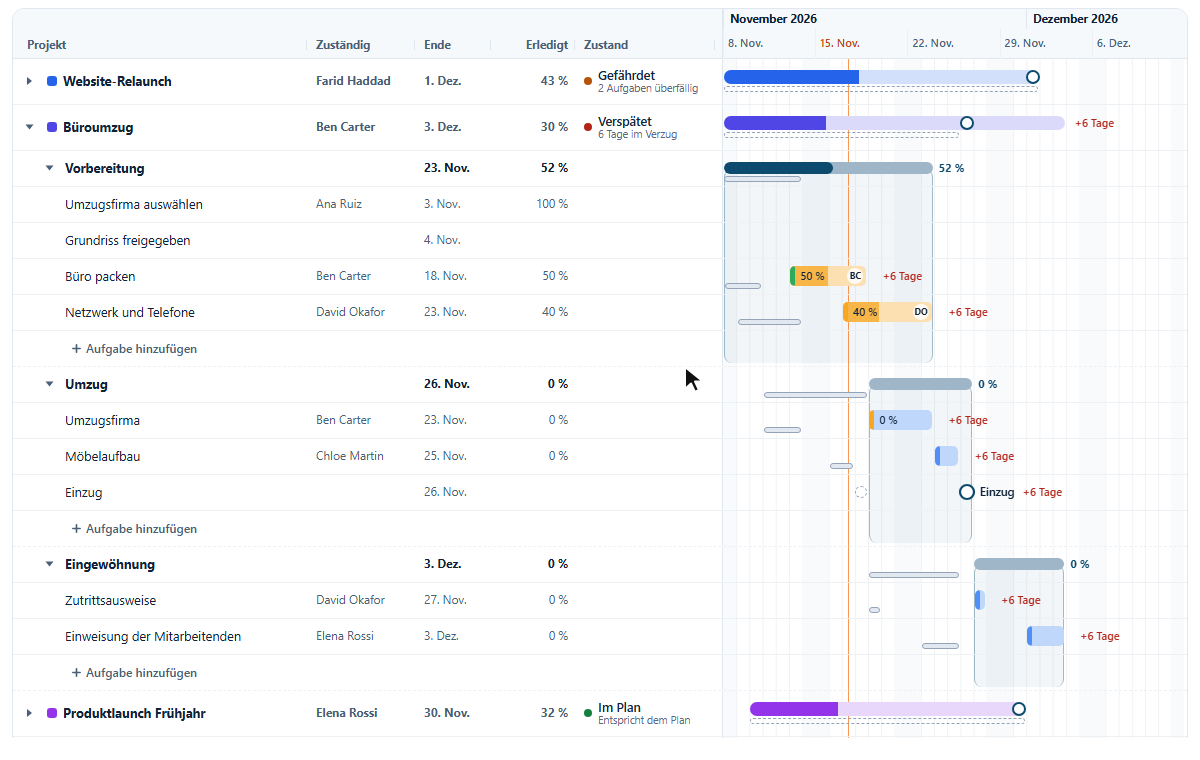 November 2026 Dezember 2026
Projekt Zuständig Ende Erledigt Zustand 8. Nov. 15. Nov. 22. Nov. 29. Nov. 6. Dez.
Website-Relaunch Farid Haddad 1. Dez. 43 % Gefährdet
2 Aufgaben überfällig
Büroumzug Ben Carter 3. Dez. 30 % Verspätet +6 Tage
6 Tage im Verzug
Vorbereitung 23. Nov. 52 % 52 %
Umzugsfirma auswählen Ana Ruiz 3. Nov. 100 %
Grundriss freigegeben 4. Nov.
Büro packen Ben Carter 18. Nov. 50 % 50 % BC +6 Tage
Netzwerk und Telefone David Okafor 23. Nov. 40 % 40 % DO +6 Tage
+ Aufgabe hinzufügen
Umzug 26. Nov. 0 % 0 %
Umzugsfirma Ben Carter 23. Nov. 0 % 0 % +6 Tage
Möbelaufbau Chloe Martin 25. Nov. 0 % +6 Tage
Einzug 26. Nov. Einzug +6 Tage
+ Aufgabe hinzufügen
Eingewöhnung 3. Dez. 0 % 0 %
Zutrittsausweise David Okafor 27. Nov. 0 % +6 Tage
Einweisung der Mitarbeitenden Elena Rossi 3. Dez. 0 % +6 Tage
+ Aufgabe hinzufügen
Produktlaunch Frühjahr Elena Rossi 30. Nov. 32 % Im Plan
Entspricht dem Plan